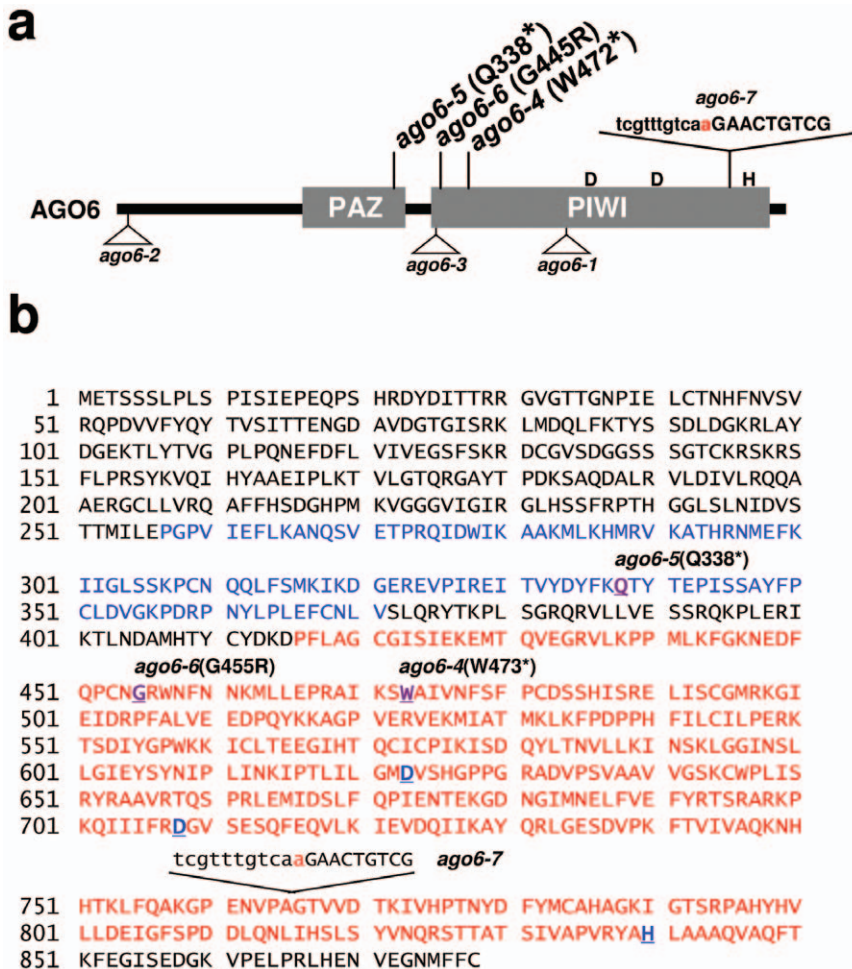 a
ago6-5 (Q338*)
ago6-6 (G445R)
ago6-4 (W472*)
ago6-7
tcgtttgtcaaGAACTGTCG
D D H
AGO6 PAZ PIWI
ago6-2 ago6-3 ago6-1
b
1 METSSSLPLS PISIEPEQPS HRDYDITTRR GVGTTGNPIE LCTNHFNVSV
51 RQPDVVFYQY TVSITTENGD AVDGTGISRK LMDQLFKTYS SDLDGKRLAY
101 DGEKTLYTVG PLPQNEFDFL VIVEGSFSKR DCGVSDGGSS SGTCKRSKRS
151 FLPRSYKVQI HYAAEIPLKT VLGTQRGAYT PDKSAQDALR VLDIVLRQQA
201 AERGCLLVRQ AFFHSDGHPM KVGGGVIGIR GLHSSFRPTH GGLSLNIDVS
251 TTMILEPGPV IEFLKANQSV ETPRQIDWIK AAKMLKHMRV KATHRNMEFK
ago6-5(Q338*)
301 IIGLSSKPCN QQLFSMKIKD GEREVPIREI TVYDYFKQTY TEPISSAYFP
351 CLDVGKPDRP NYLPLEFCNL VSLQRYTKPL SGRQRVLLVE SSRQKPLERI
401 KTLNDAMHTY CYDKDPFLAG CGISIEKEMT QVEGRVLKPP MLKFGKNEDF
ago6-6(G455R) ago6-4(W473*)
451 QPCNGRWNFN NKMLLEPRAI KSWAIVNFSF PCDSSHISRE LISCGMRKGI
501 EIDRPFALVE EDPQYKKAGP VERVEKMIAT MKLKFPDPPH FILCILPERK
551 TSDIYGPWKK ICLTEEGIHT QCICPIKISD QYLTNVLLKI NSKLGGINSL
601 LGIEYSYNIP LINKIPTLIL GMDVSHGPPG RADVPSVAAV VGSKCWPLIS
651 RYRAAVRTQS PRLEMIDSLF QPIENTEKGD NGIMNELFVE FYRTSRARKP
701 KQIIIFRDGV SESQFEQVLK IEVDQIIKAY QRLGESDVPK FTVIVAQKNH
tcgtttgtcaaGAACTGTCG ago6-7
751 HTKLFQAKGP ENVPAGTVVD TKIVHPTNYD FYMCAHAGKI GTSRPAHYHV
801 LLDEIGFSPD DLQNLIHSLS YVNQRSTTAT SIVAPVRYAH LAAAQVAQFT
851 KFEGISEDGK VPELPRLHEN VEGNMFFC